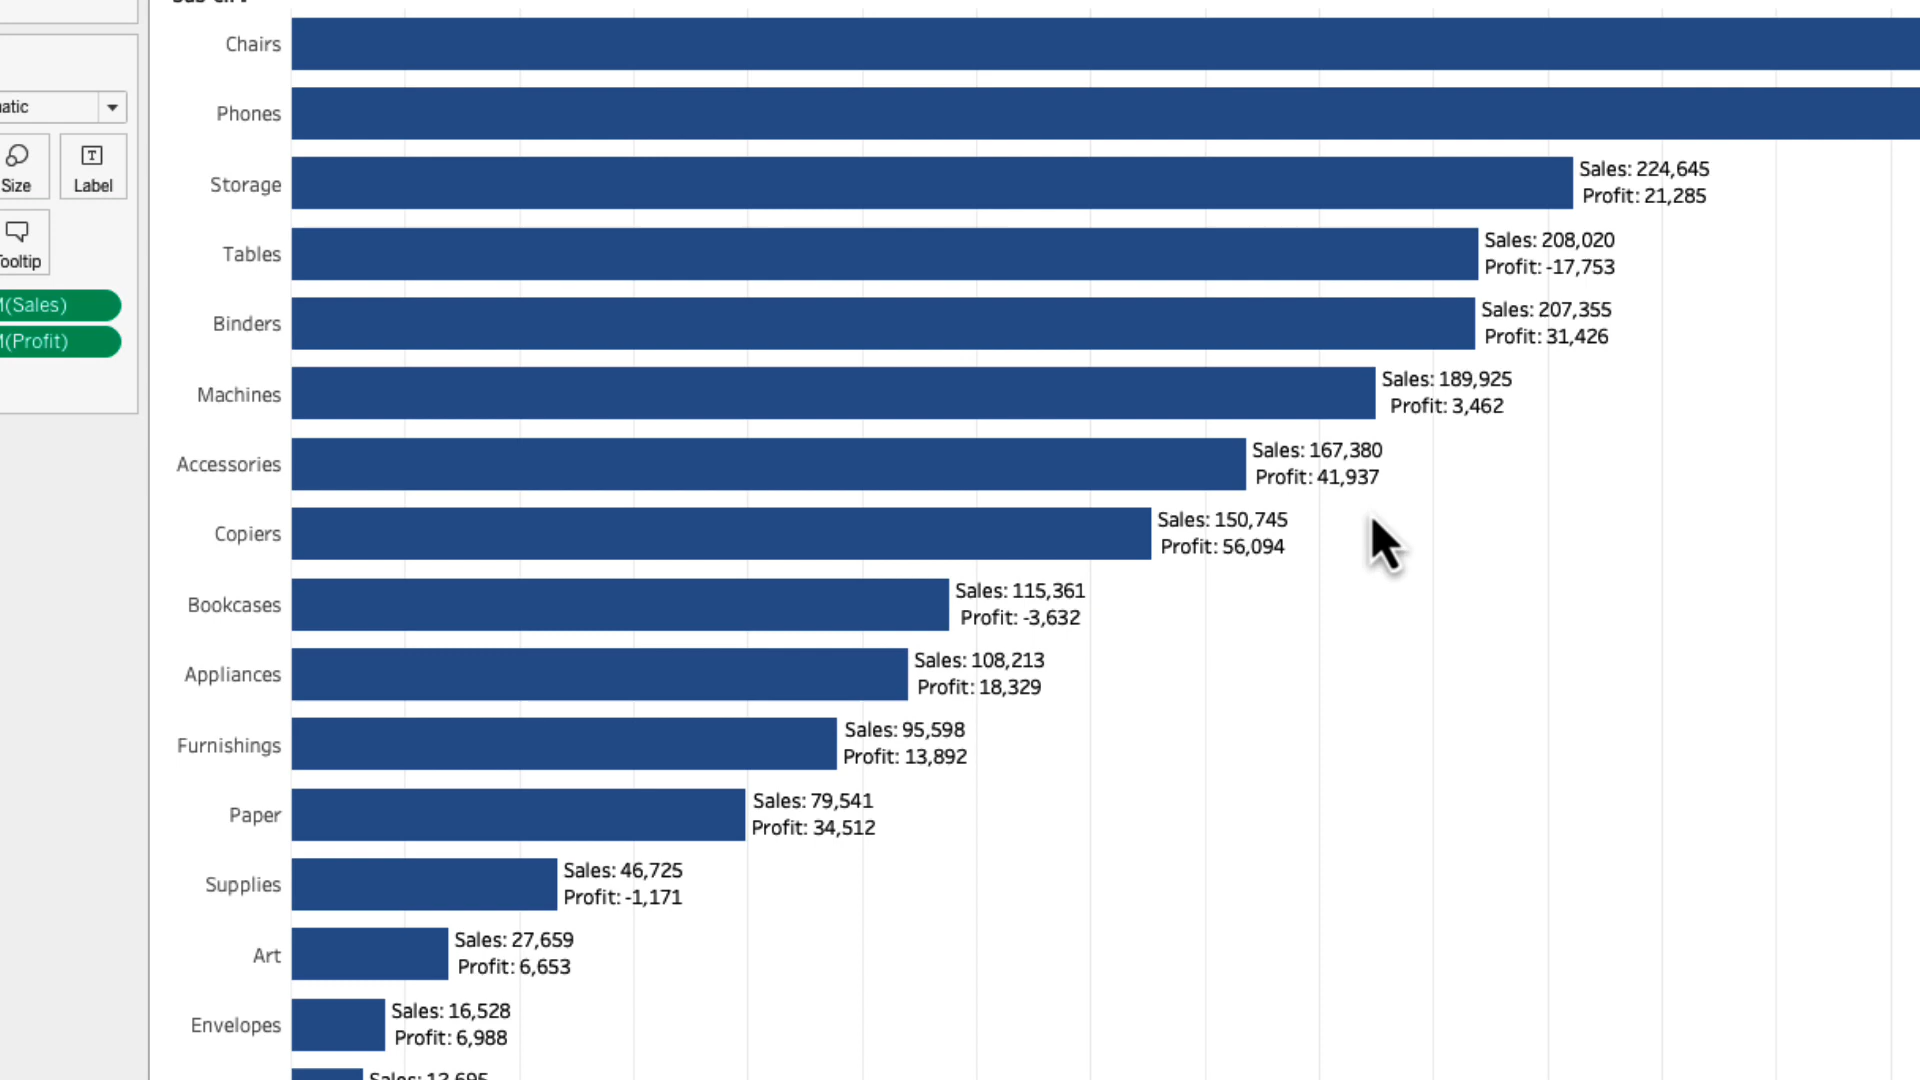 Chairs
Phones
Storage
Sales: 224,645
Profit: 21,285
Tables
Sales: 208,020
Profit: -17,753
Binders
Sales: 207,355
Profit: 31,426
Machines
Sales: 189,925
Profit: 3,462
Accessories
Sales: 167,380
Profit: 41,937
Copiers
Sales: 150,745
Profit: 56,094
Bookcases
Sales: 115,361
Profit: -3,632
Appliances
Sales: 108,213
Profit: 18,329
Furnishings
Sales: 95,598
Profit: 13,892
Paper
Sales: 79,541
Profit: 34,512
Supplies
Sales: 46,725
Profit: -1,171
Art
Sales: 27,659
Profit: 6,653
Envelopes
Sales: 16,528
Profit: 6,988
Sales: 12,695
natic
Size
Label
ooltip
M(Sales)
M(Profit)